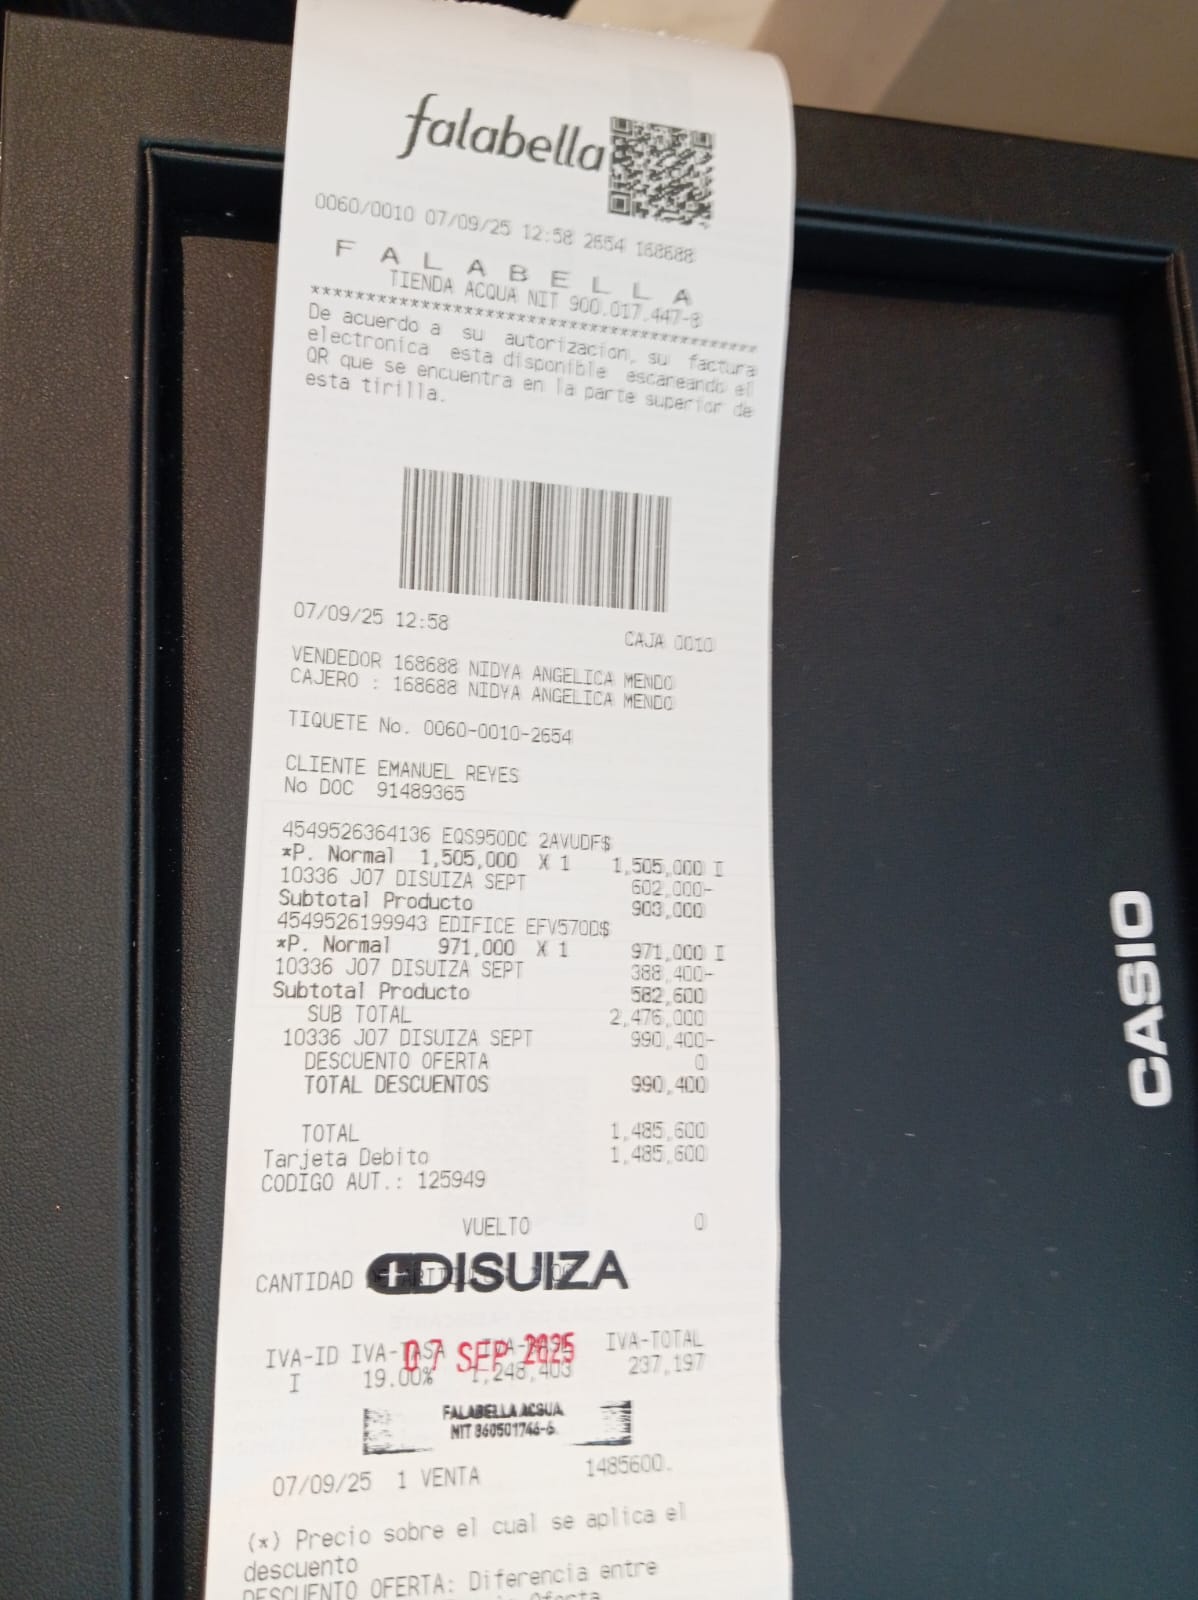 falabella
0060/0010 07/09/25 12:58 2654 168688
FALABELLA
TIENDA ACQUA NIT 900.017.447-8
******************************************
De acuerdo a su autorizacion, su factura
electronica esta disponible escaneando el
QR que se encuentra en la parte superior de
esta tirilla.
07/09/25 12:58
CAJA 0010
VENDEDOR 168688 NIDYA ANGELICA MENDO
CAJERO : 168688 NIDYA ANGELICA MENDO
TIQUETE No. 0060-0010-2654
CLIENTE EMANUEL REYES
No DOC 91489365
4549526364136 EQS950DC 2AVUDF$
*P. Normal 1,505,000 X 1 1,505,000 I
10336 J07 DISUIZA SEPT 602,000-
Subtotal Producto 903,000
4549526199943 EDIFICE EFV570D$
*P. Normal 971,000 X 1 971,000 I
10336 J07 DISUIZA SEPT 388,400-
Subtotal Producto 582,600
SUB TOTAL 2,476,000
10336 J07 DISUIZA SEPT 990,400-
DESCUENTO OFERTA 0
TOTAL DESCUENTOS 990,400
TOTAL 1,485,600
Tarjeta Debito 1,485,600
CODIGO AUT.: 125949
VUELTO 0
CANTIDAD
DISUIZA
IVA-ID IVA-TASA IVA-TOTAL
07 SEP 2025
I 19.00% 1,248,403 237,197
FALABELLA ACQUA
NIT 860501746-6
07/09/25 1 VENTA 1485600.
(*) Precio sobre el cual se aplica el
descuento
DESCUENTO OFERTA: Diferencia entre
Oferta
CASIO